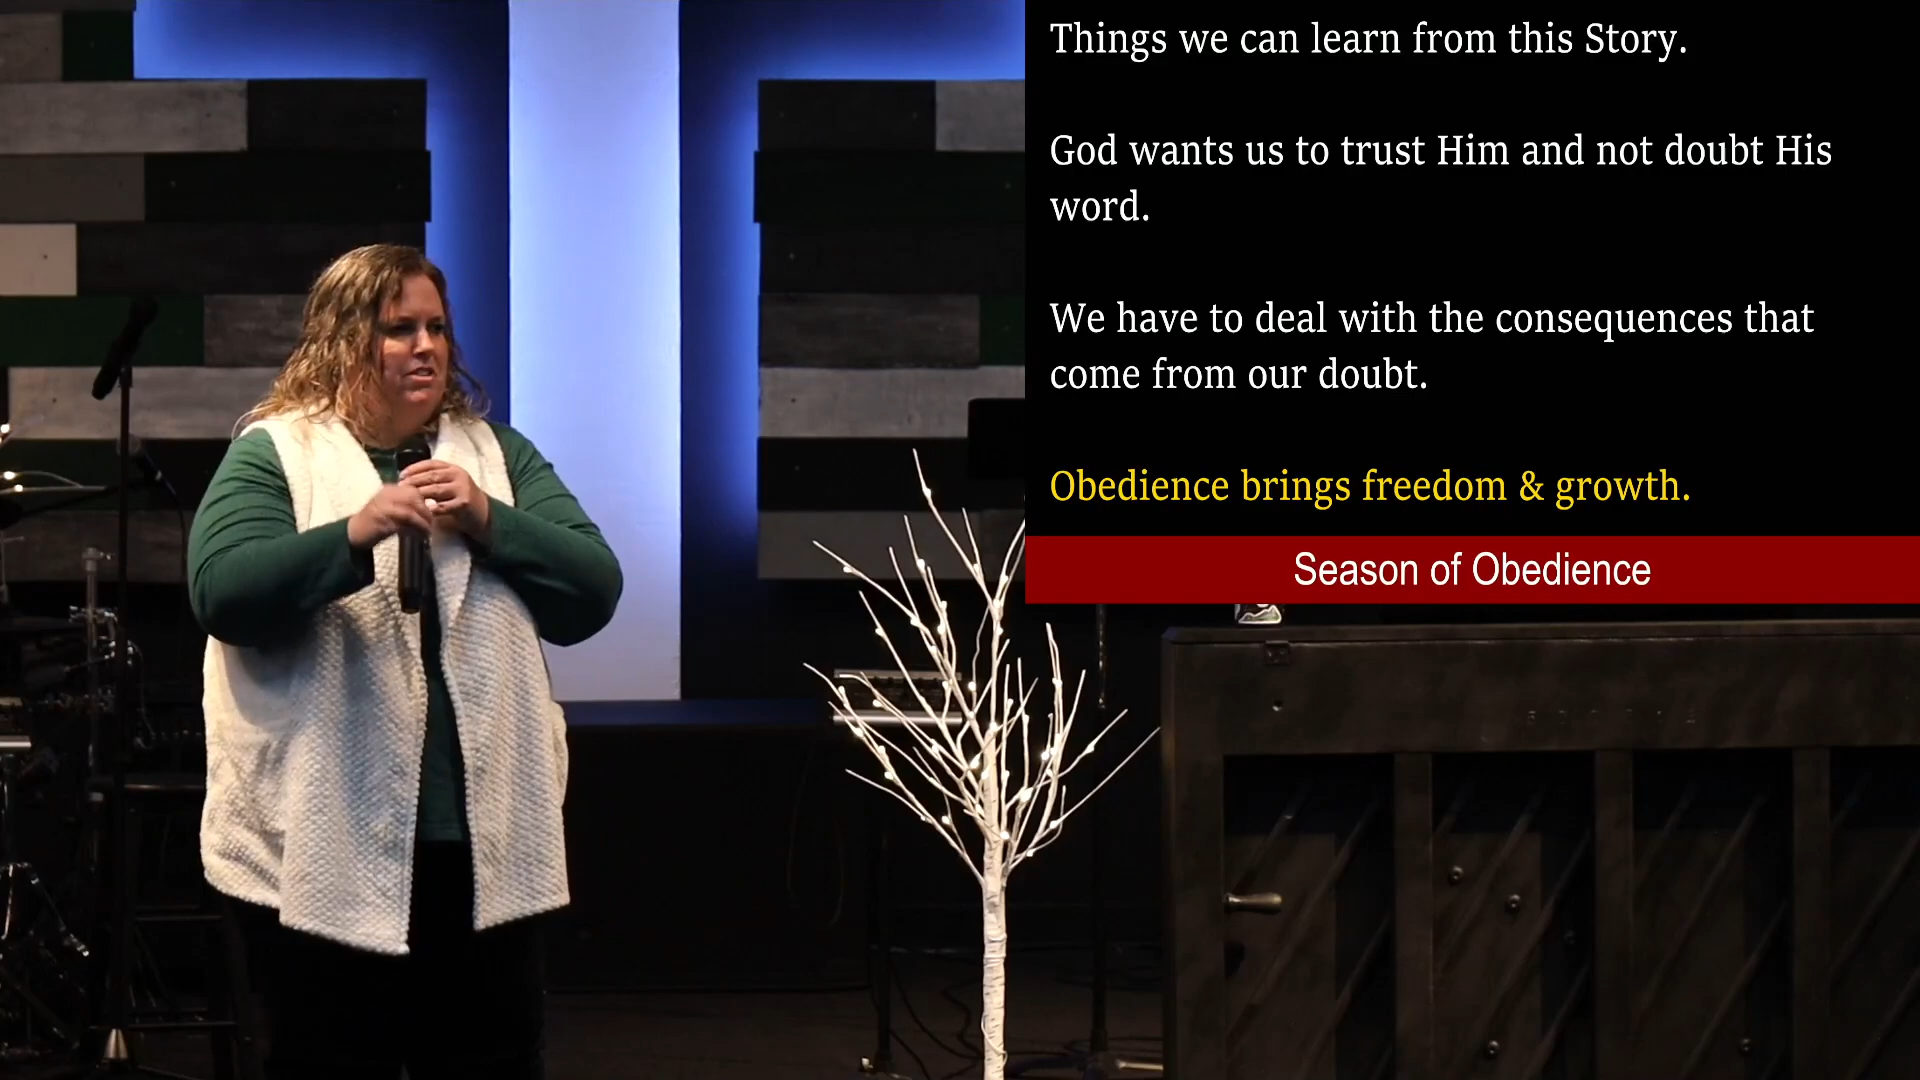 Things we can learn from this Story.
God wants us to trust Him and not doubt His
word.
We have to deal with the consequences that
come from our doubt.
Obedience brings freedom & growth.
Season of Obedience